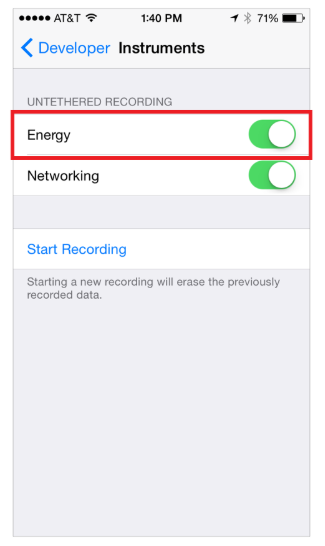 AT&T 1:40 PM 71%
Developer Instruments
UNTETHERED RECORDING
Energy
Networking
Start Recording
Starting a new recording will erase the previously
recorded data.